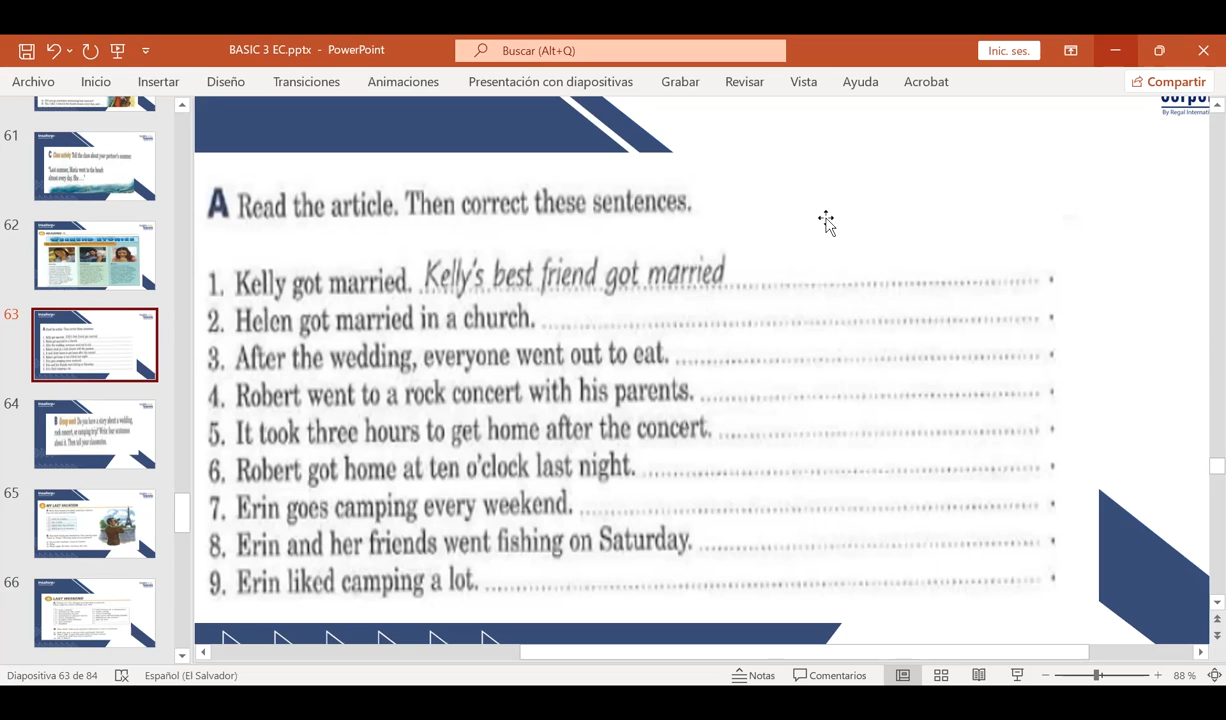 BASIC 3 EC.pptx - PowerPoint
Buscar (Alt+Q)
Inic. ses.
Archivo Inicio Insertar Diseño Transiciones Animaciones Presentación con diapositivas Grabar Revisar Vista Ayuda Acrobat Compartir
61
62
63
64
65
66
By Regal Internati
A Read the article. Then correct these sentences.
1. Kelly got married. Kelly's best friend got married.
2. Helen got married in a church.
3. After the wedding, everyone went out to eat.
4. Robert went to a rock concert with his parents.
5. It took three hours to get home after the concert.
6. Robert got home at ten o'clock last night.
7. Erin goes camping every weekend.
8. Erin and her friends went fishing on Saturday.
9. Erin liked camping a lot.
Diapositiva 63 de 84 Español (El Salvador) Notas Comentarios 88 %